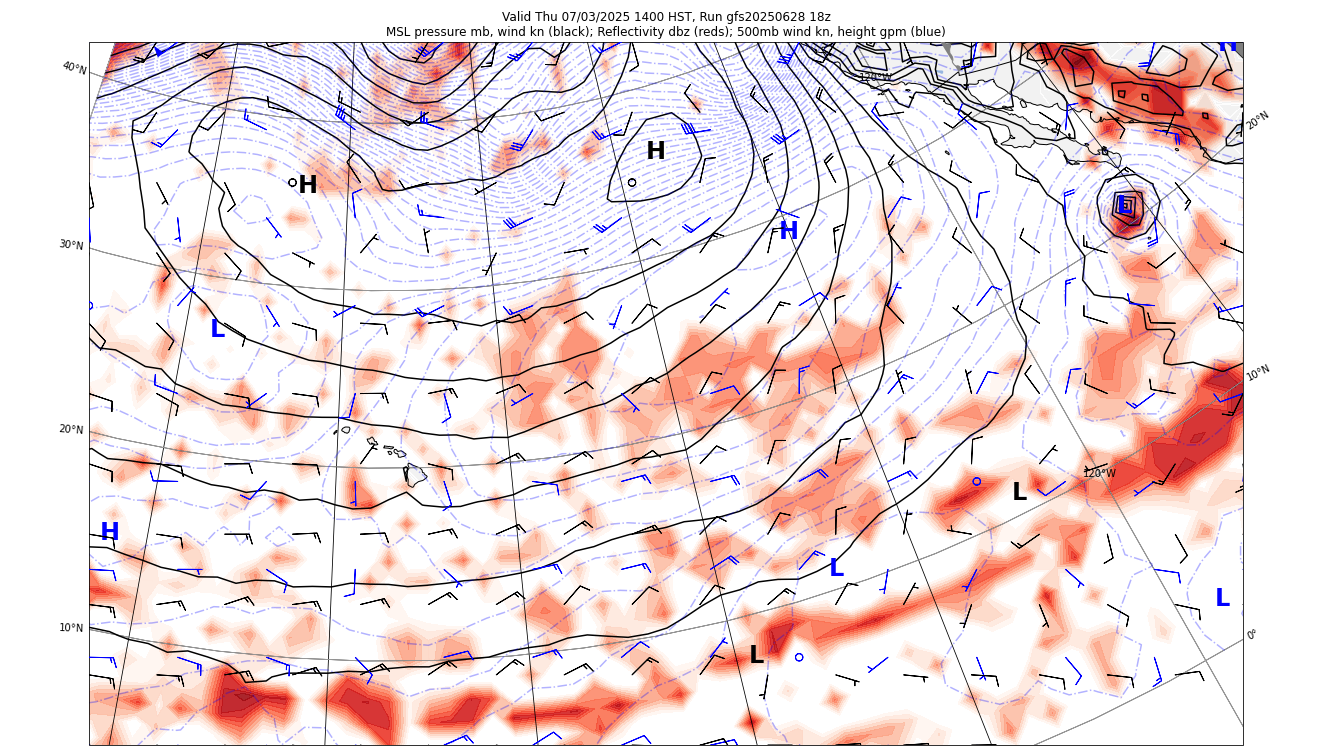 Valid Thu 07/03/2025 1400 HST, Run gfs20250628 18z
MSL pressure mb, wind kn (black); Reflectivity dbz (reds); 500mb wind kn, height gpm (blue)
H
40°N
120°W
20°N
H
H
L
H
30°N
L
10°N
20°N
120°W
L
H
L
L
10°N
0°
L